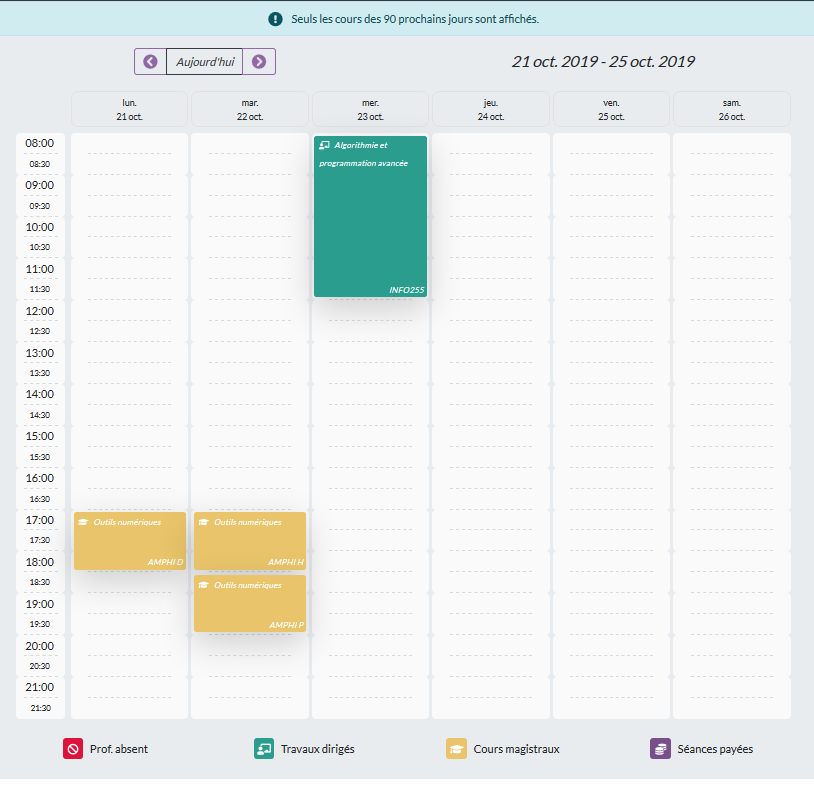 Seuls les cours des 90 prochains jours sont affichés.
Aujourd'hui
21 oct. 2019 - 25 oct. 2019
lun. mar. mer. jeu. ven. sam.
21 oct. 22 oct. 23 oct. 24 oct. 25 oct. 26 oct.
08:00
Algorithmie et
08:30
programmation avancée
09:00
09:30
10:00
10:30
11:00
11:30
INFO255
12:00
12:30
13:00
13:30
14:00
14:30
15:00
15:30
16:00
16:30
17:00
Outils numériques Outils numériques
17:30
18:00
AMPHI D AMPHI H
18:30
Outils numériques
19:00
19:30
AMPHI P
20:00
20:30
21:00
21:30
Prof. absent Travaux dirigés Cours magistraux Séances payées